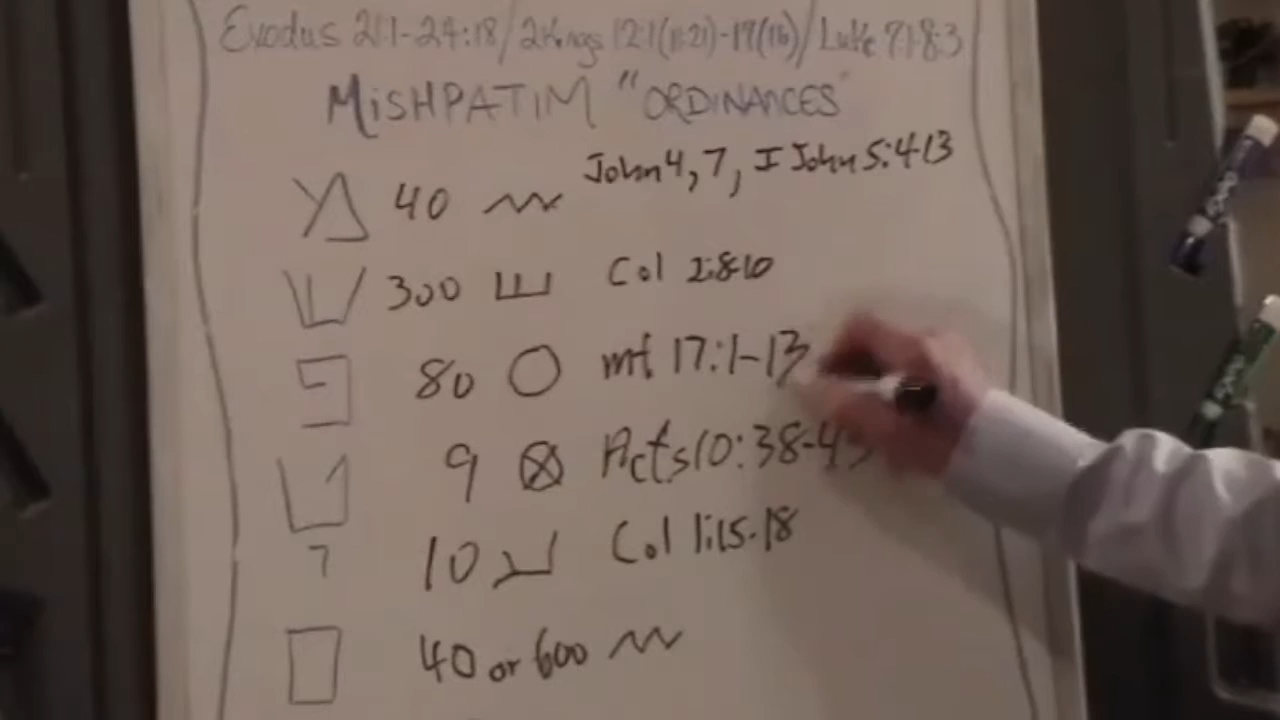 Exodus 21:1-24:18/2Kings 12:1(11:21)-17(16)/Luke 7:1-8:3
MiSHPATIM "ORDINANCES"
מ 40 John 4, 7, I John 5:4-13
ש 300 Col 2:8-10
פ 80 mt 17:1-13
ט 9 Acts 10:38-43
י 10 Col 1:15-18
ם 40 or 600